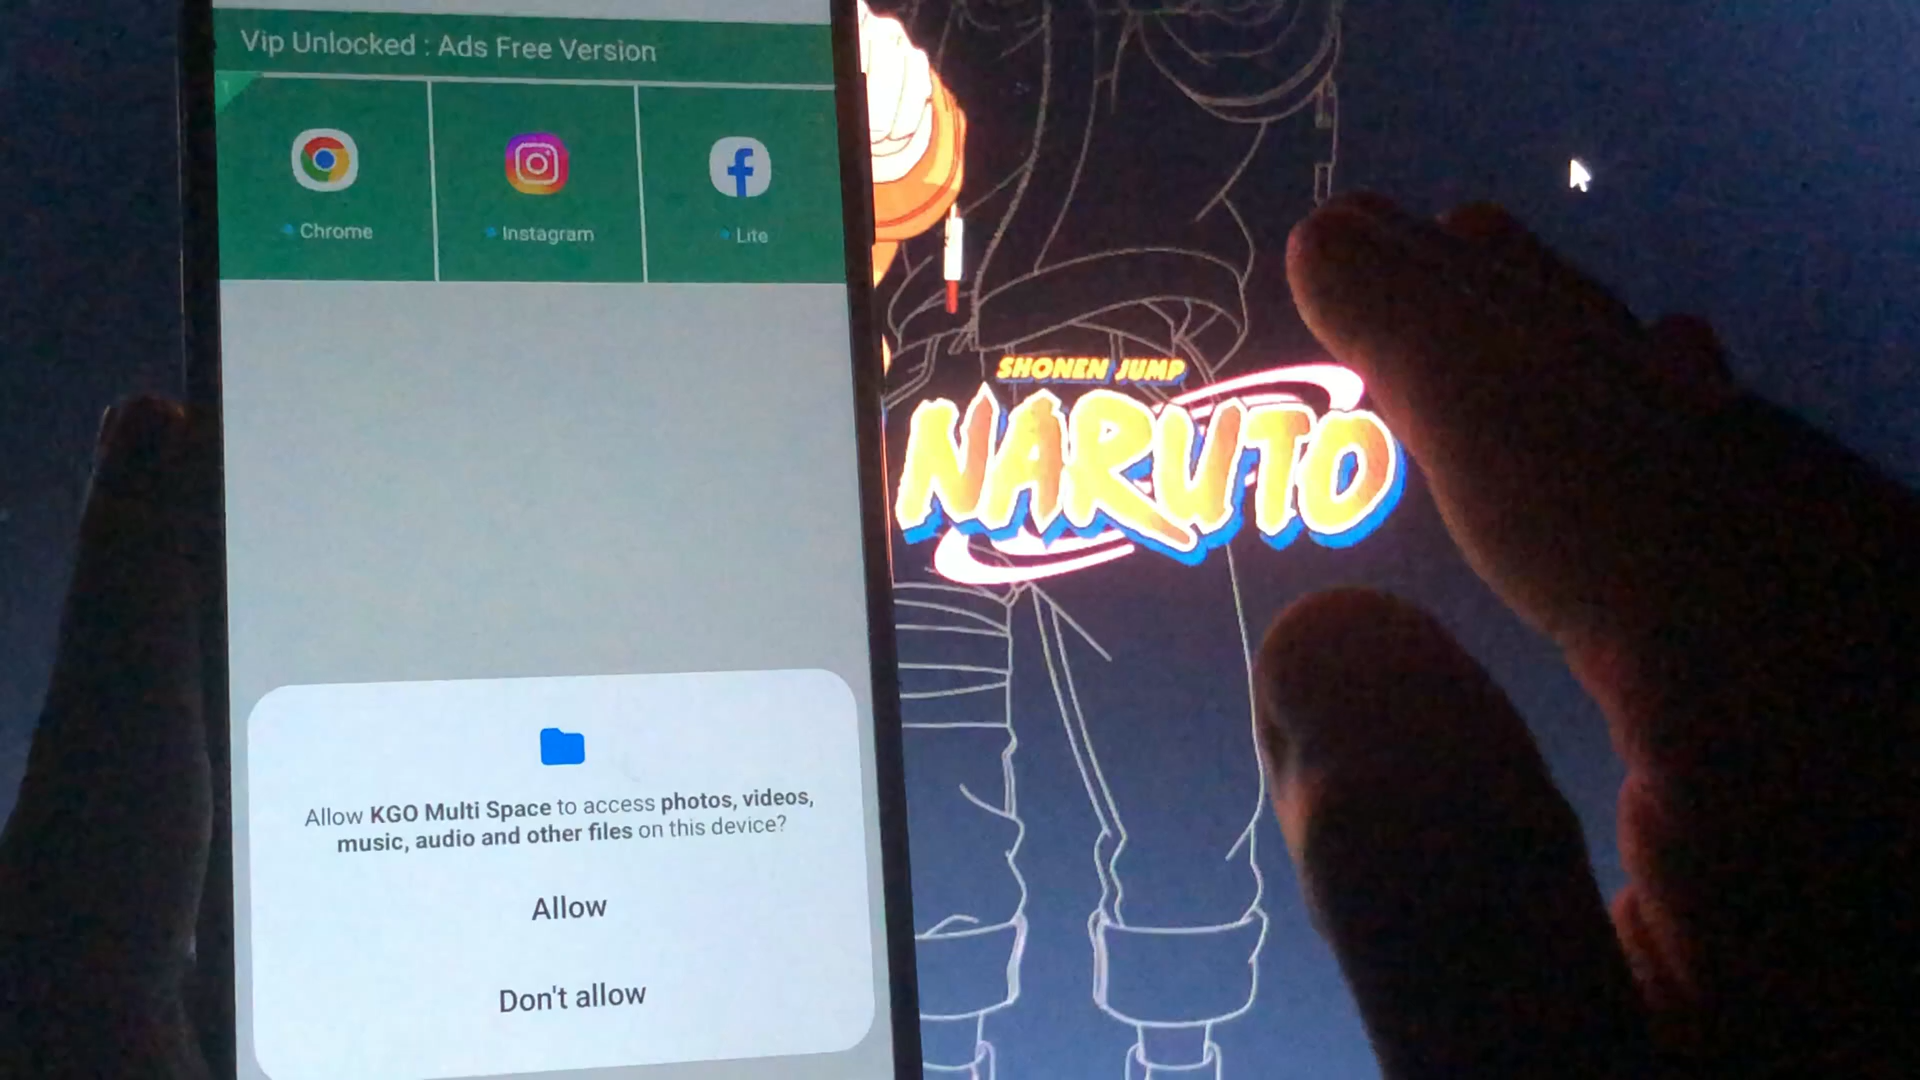 Vip Unlocked : Ads Free Version
Chrome
Instagram
Lite
SHONEN JUMP
NARUTO
Allow KGO Multi Space to access photos, videos,
music, audio and other files on this device?
Allow
Don't allow